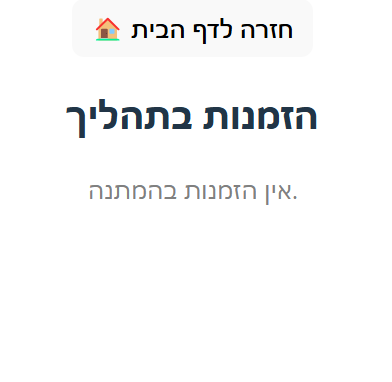 חזרה לדף הבית 🏠
הזמנות בתהליך
אין הזמנות בהמתנה.